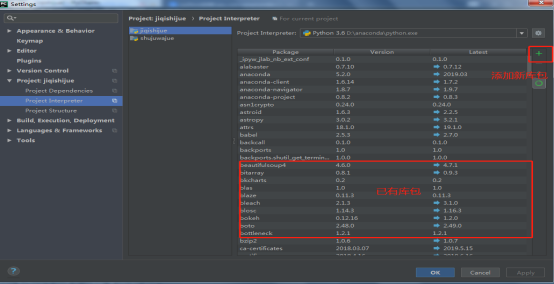 Settings
Project: jiqishijue › Project Interpreter
For current project
Appearance & Behavior
Keymap
Editor
Plugins
Version Control
Project: jiqishijue
Project Dependencies
Project Interpreter
Project Structure
Build, Execution, Deployment
Languages & Frameworks
Tools
jiqishijue
shujuwajue
Project Interpreter: Python 3.6 D:\anaconda\python.exe
Package Version Latest
_ipyw_jlab_nb_ext_conf 0.1.0 0.1.0
alabaster 0.7.10 0.7.12
anaconda 5.2.0 2019.03
anaconda-client 1.6.14 1.7.2
anaconda-navigator 1.8.7 1.9.7
anaconda-project 0.8.2 0.8.3
asn1crypto 0.24.0 0.24.0
astroid 1.6.3 2.2.5
astropy 3.0.2 3.1.2
attrs 18.1.0 19.1.0
babel 2.5.3 2.7.0
backcall 0.1.0 0.1.0
backports 1.0 1.0
backports.shutil_get_termin... 1.0.0 1.0.0
beautifulsoup4 4.6.0 4.7.1
bitarray 0.8.1 0.9.3
bkcharts 0.2 0.2
blas 1.0 1.0
blaze 0.11.3 0.11.3
bleach 2.1.3 3.1.0
blosc 1.14.3 1.16.3
bokeh 0.12.16 1.2.0
boto 2.48.0 2.49.0
bottleneck 1.2.1 1.2.1
bzip2 1.0.6 1.0.7
ca-certificates 2018.03.07 2019.5.15
添加新库包
已有库包
OK
Cancel
Apply